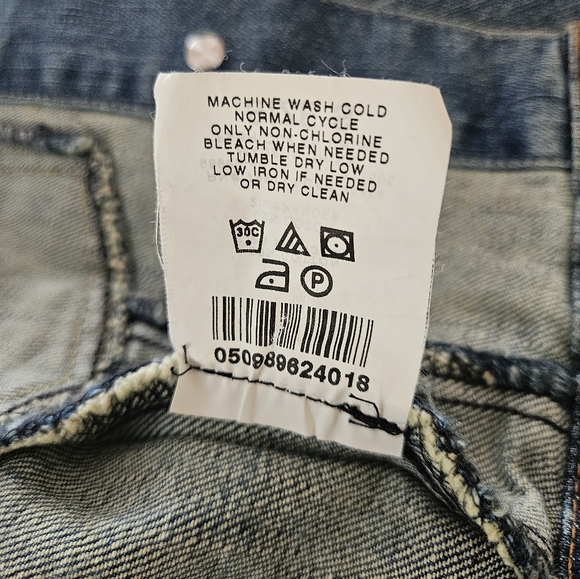 MACHINE WASH COLD
NORMAL CYCLE
ONLY NON-CHLORINE
BLEACH WHEN NEEDED
TUMBLE DRY LOW
LOW IRON IF NEEDED
OR DRY CLEAN
30C
P
050989624018